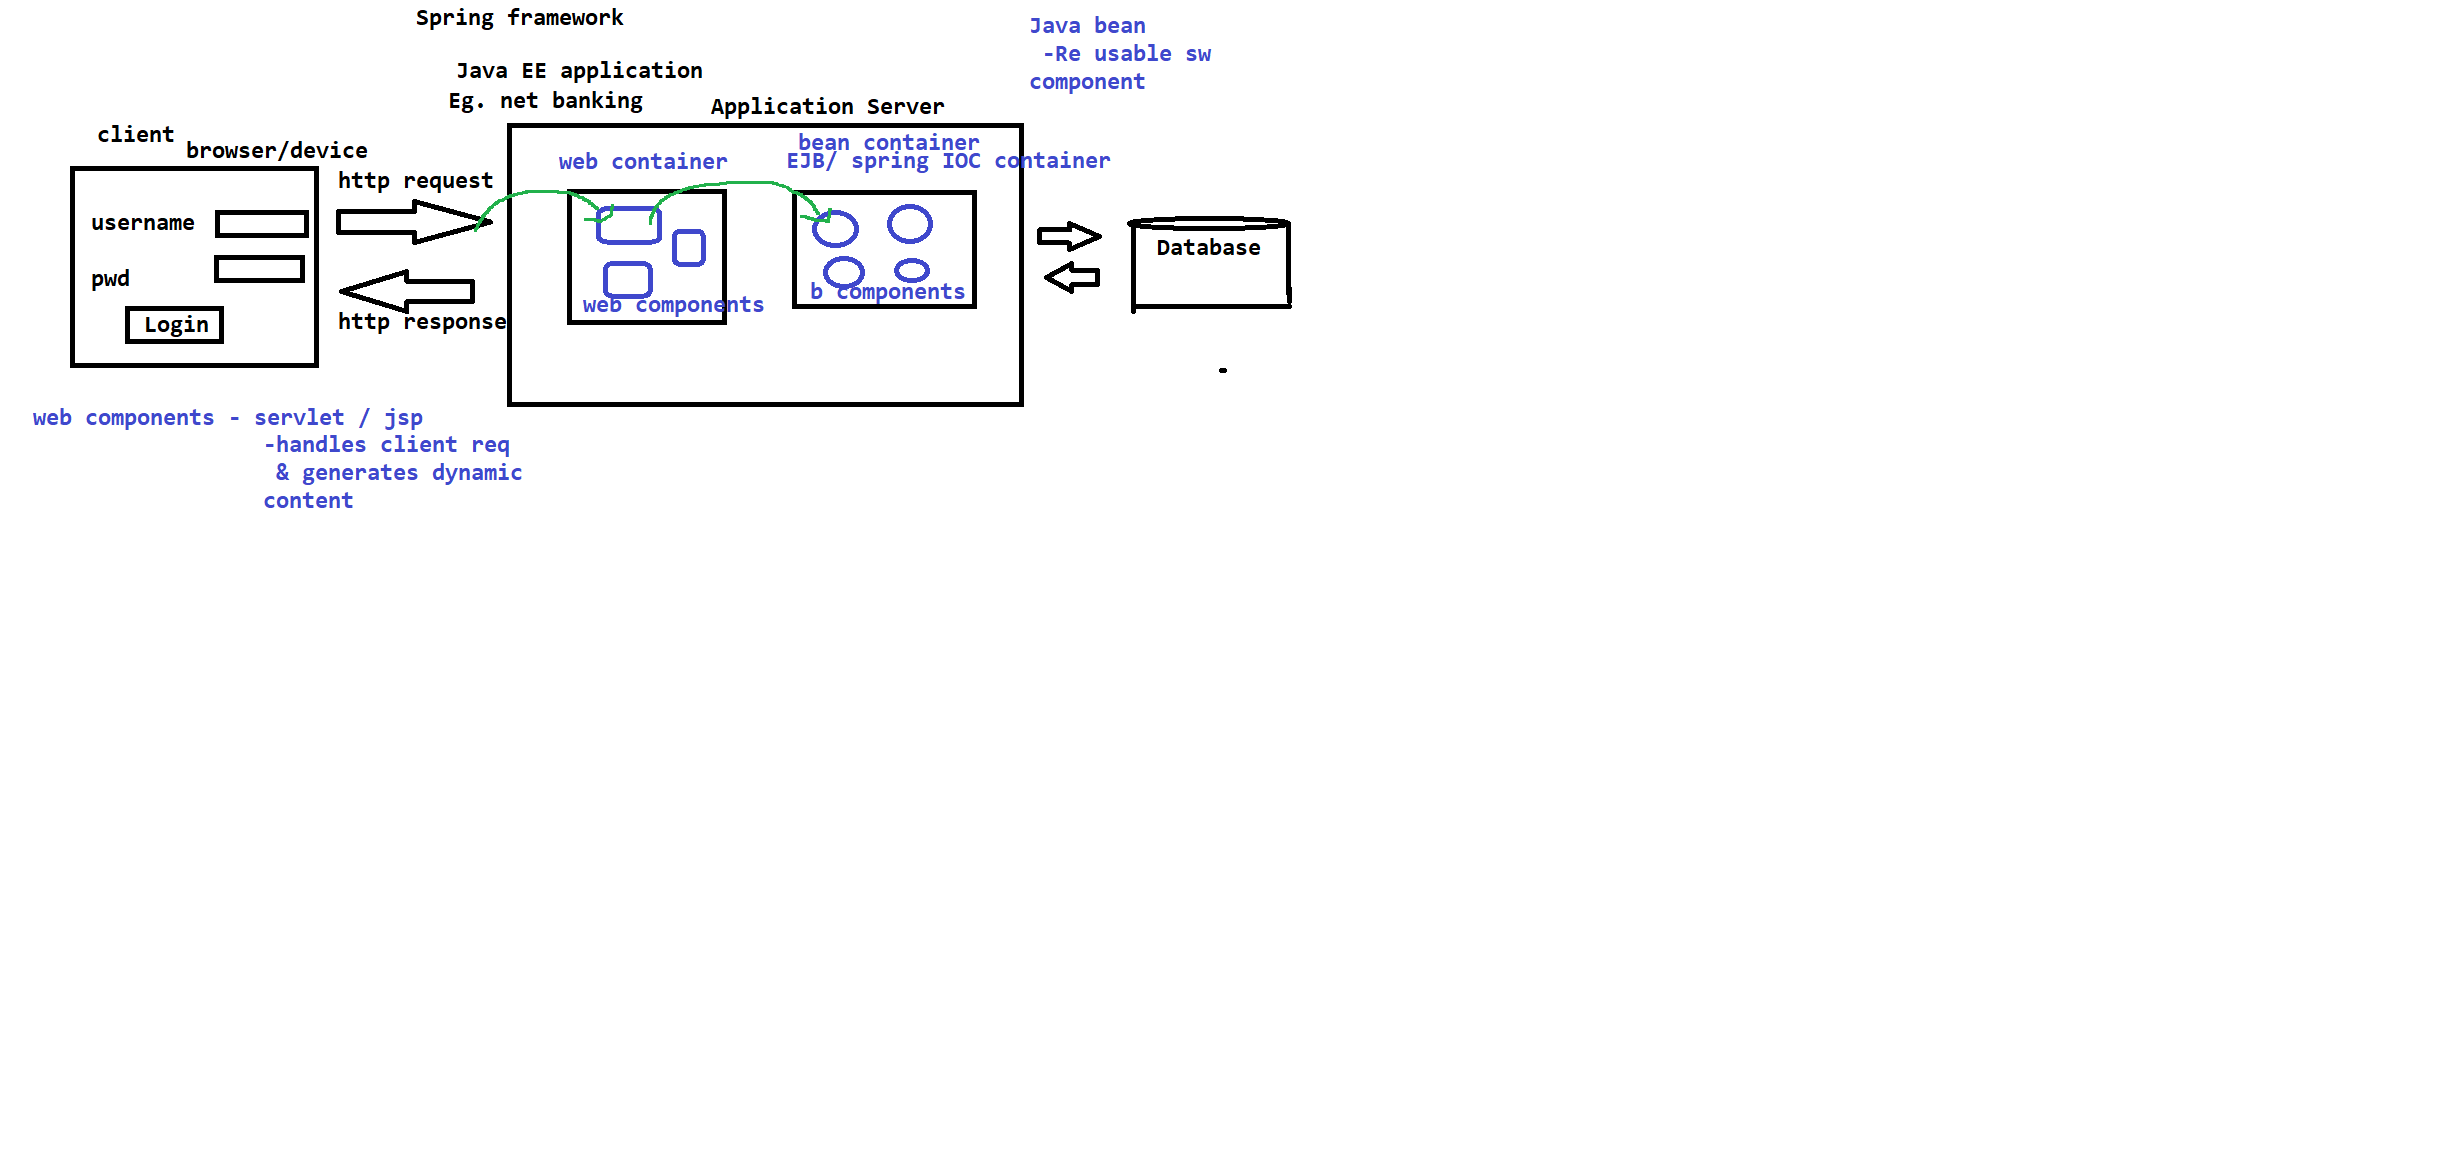 Spring framework
Java bean
-Re usable sw
component
Java EE application
Eg. net banking
Application Server
client
browser/device
bean container
web container
EJB/ spring IOC container
http request
username
pwd
Login
http response
web components
b components
Database
web components - servlet / jsp
-handles client req
& generates dynamic
content